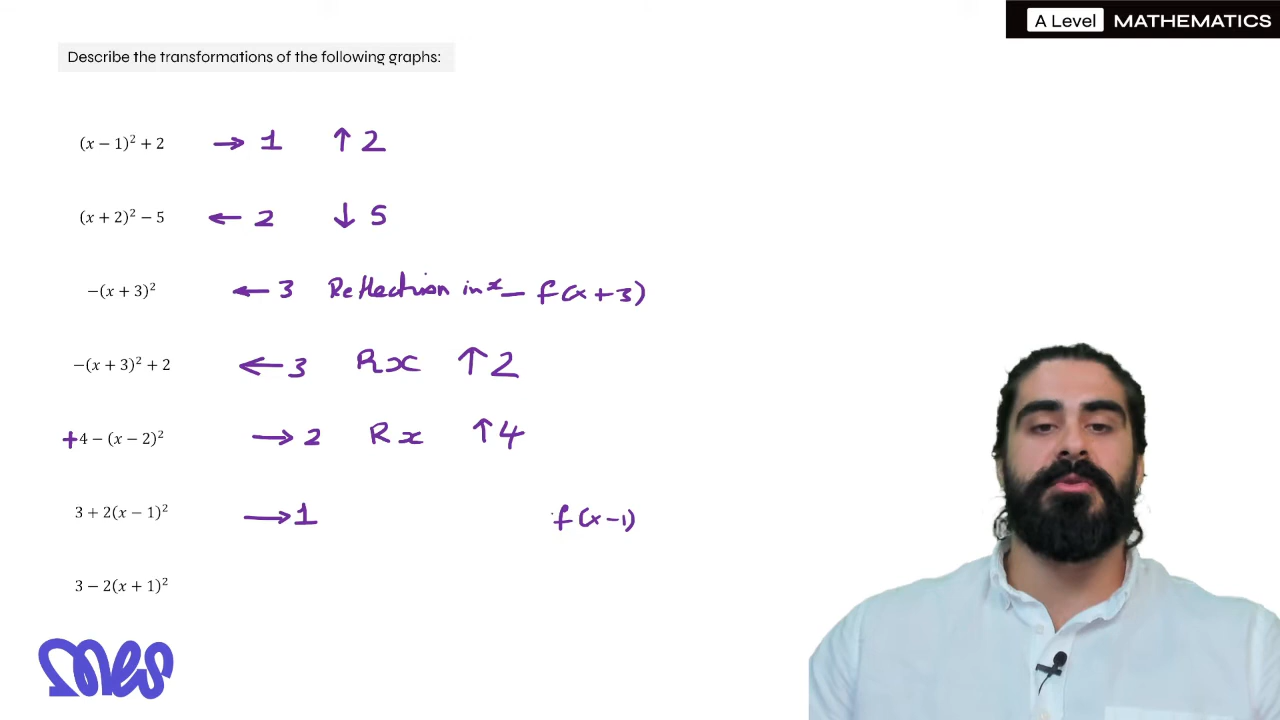 A Level MATHEMATICS
Describe the transformations of the following graphs:
(x − 1)² + 2 → 1 ↑ 2
(x + 2)² − 5 ← 2 ↓ 5
−(x + 3)² ← 3 Reflection in x − f(x + 3)
−(x + 3)² + 2 ← 3 Rx ↑ 2
+4 − (x − 2)² → 2 Rx ↑ 4
3 + 2(x − 1)² → 1 f(x − 1)
3 − 2(x + 1)²
mes